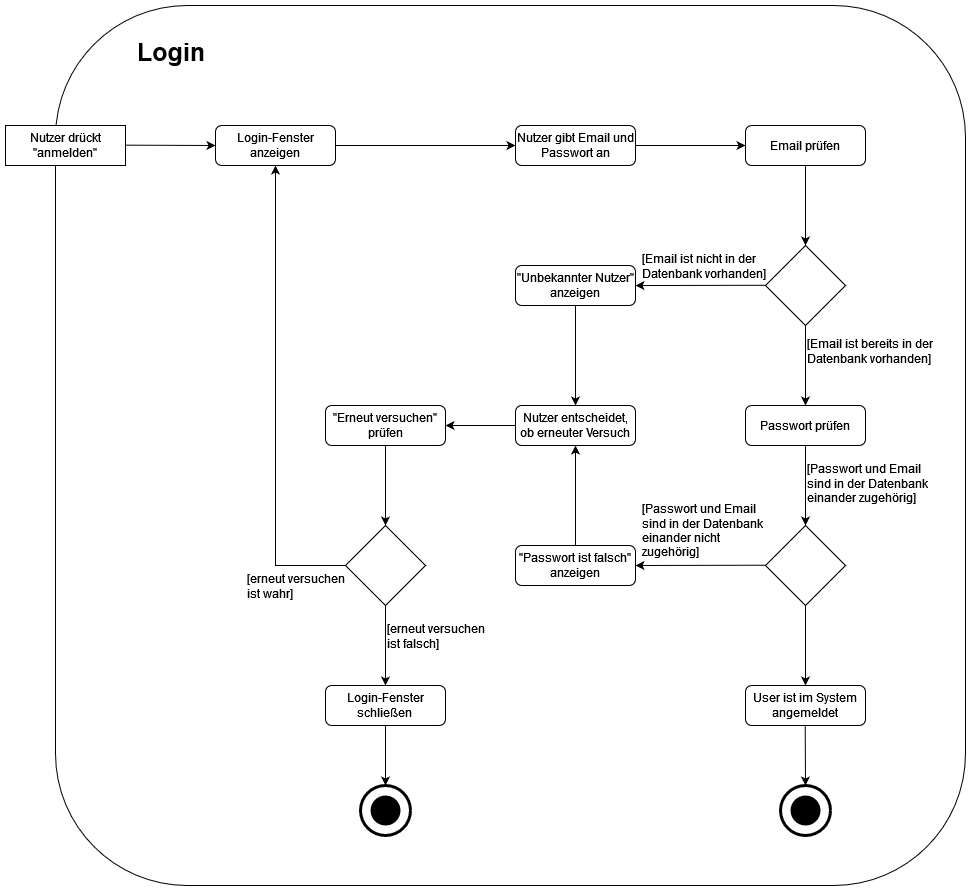 Login
Nutzer drückt
"anmelden"
Login-Fenster
anzeigen
Nutzer gibt Email und
Passwort an
Email prüfen
[Email ist nicht in der
Datenbank vorhanden]
"Unbekannter Nutzer"
anzeigen
[Email ist bereits in der
Datenbank vorhanden]
"Erneut versuchen"
prüfen
Nutzer entscheidet,
ob erneuter Versuch
Passwort prüfen
[Passwort und Email
sind in der Datenbank
einander zugehörig]
[Passwort und Email
sind in der Datenbank
einander nicht
zugehörig]
"Passwort ist falsch"
anzeigen
[erneut versuchen
ist wahr]
[erneut versuchen
ist falsch]
Login-Fenster
schließen
User ist im System
angemeldet